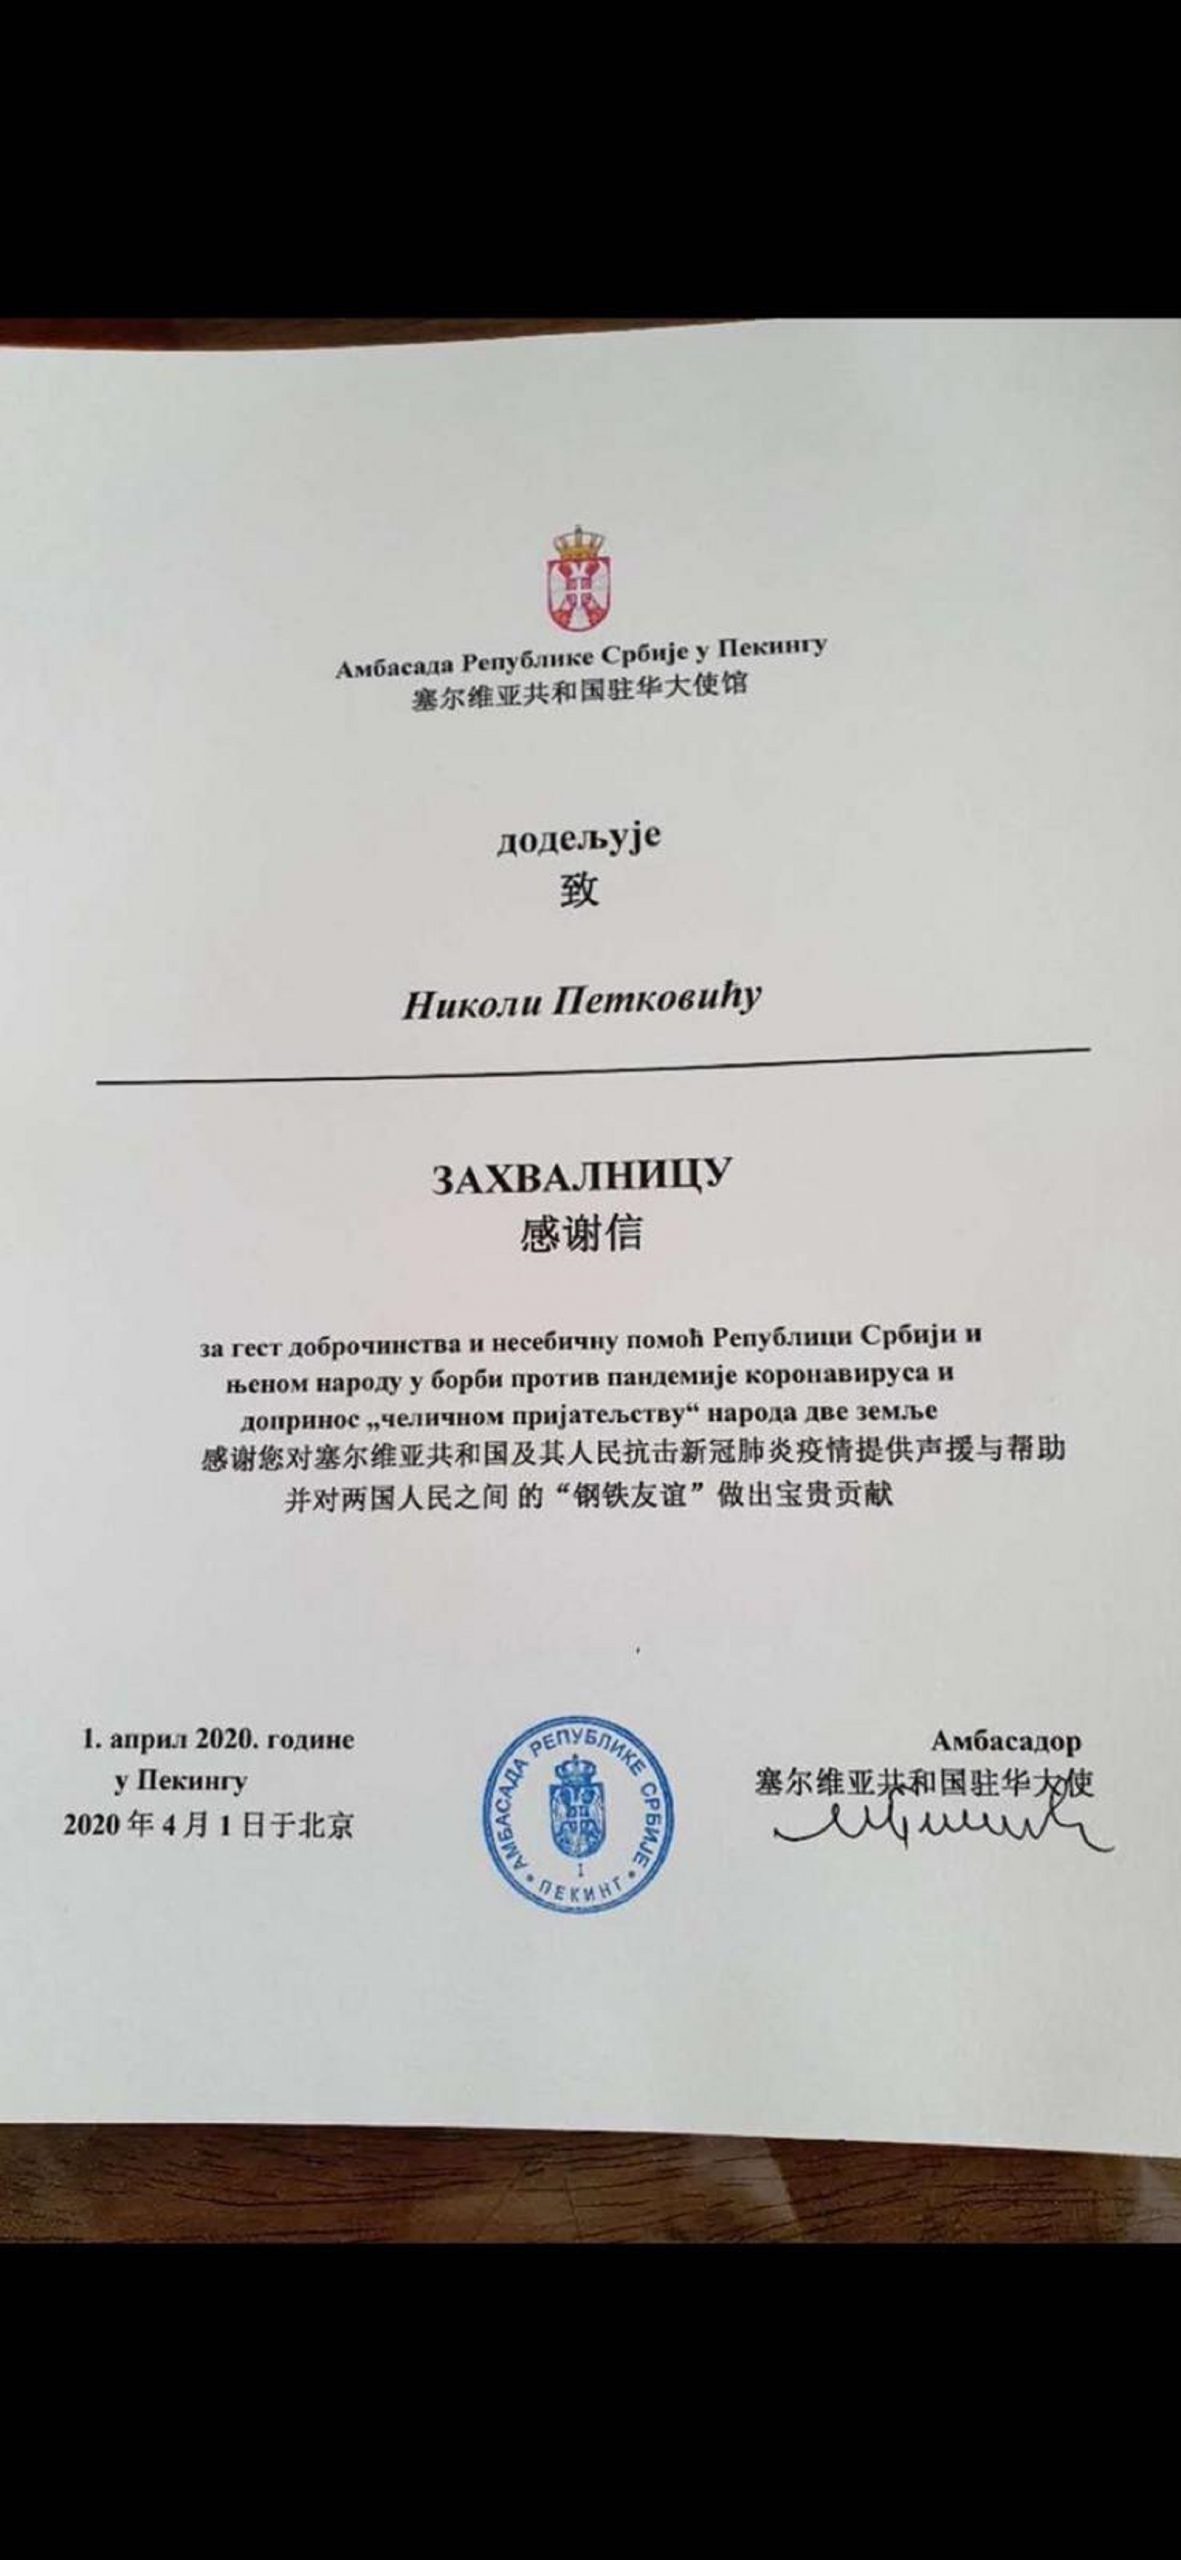 Амбасада Републике Србије у Пекингу
塞尔维亚共和国驻华大使馆
додељује
致
Николи Петковићу
ЗАХВАЛНИЦУ
感谢信
за гест доброчинства и несебичну помоћ Републици Србији и
њеном народу у борби против пандемије коронавируса и
допринос „челичном пријатељству“ народа две земље
感谢您对塞尔维亚共和国及其人民抗击新冠肺炎疫情提供声援与帮助
并对两国人民之间 的“钢铁友谊”做出宝贵贡献
1. април 2020. године
у Пекингу
2020 年 4 月 1 日于北京
АМБАСАДА РЕПУБЛИКЕ СРБИЈЕ
I
ПЕКИНГ
Амбасадор
塞尔维亚共和国驻华大使